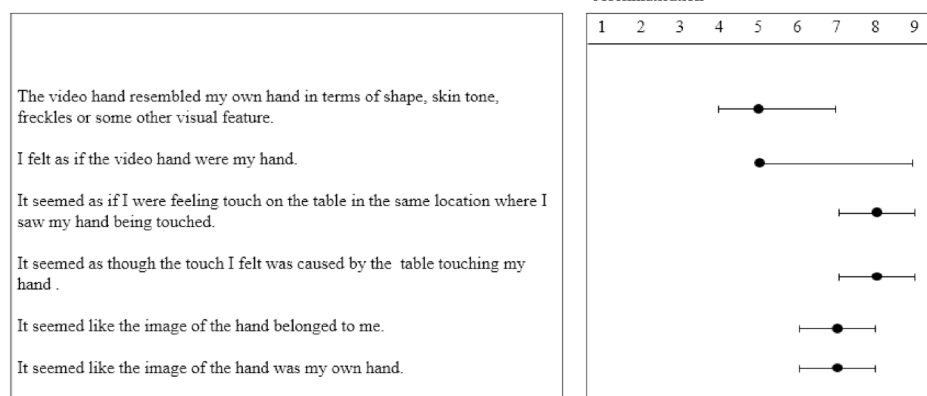 1 2 3 4 5 6 7 8 9
The video hand resembled my own hand in terms of shape, skin tone,
freckles or some other visual feature.
I felt as if the video hand were my hand.
It seemed as if I were feeling touch on the table in the same location where I
saw my hand being touched.
It seemed as though the touch I felt was caused by the table touching my
hand .
It seemed like the image of the hand belonged to me.
It seemed like the image of the hand was my own hand.